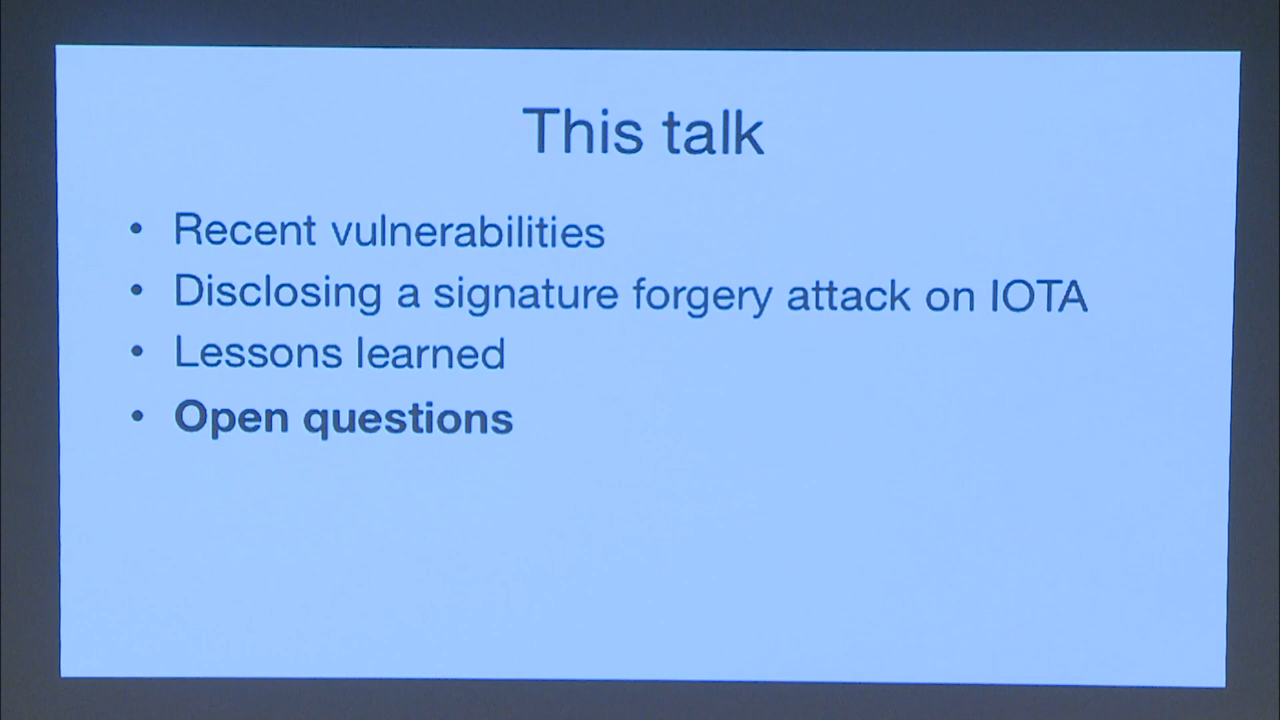 This talk
• Recent vulnerabilities
• Disclosing a signature forgery attack on IOTA
• Lessons learned
• Open questions